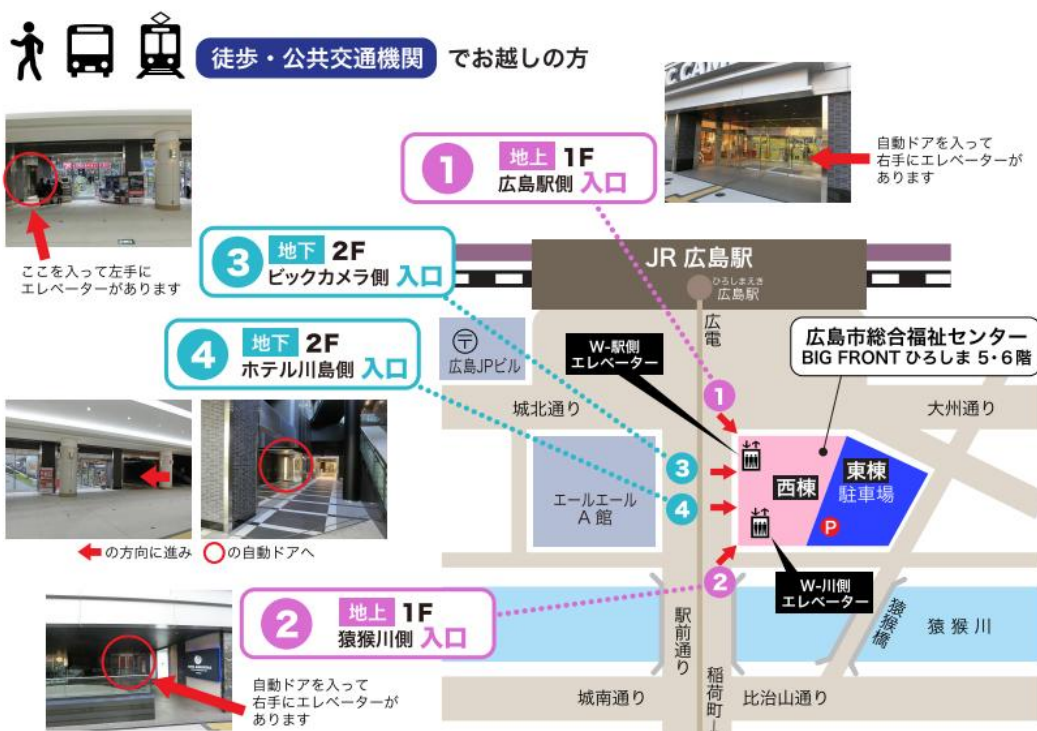 徒歩・公共交通機関 でお越しの方
C CAM
自動ドアを入って
右手にエレベーターが
あります
1 地上 1F
広島駅側 入口
ここを入って左手に
エレベーターがあります
3 地下 2F
ビックカメラ側 入口
4 地下 2F
ホテル川島側 入口
JR 広島駅
ひろしまえき
広島駅
広電
〒
広島JPビル
W-駅側
エレベーター
広島市総合福祉センター
BIG FRONT ひろしま 5・6階
1
城北通り
大州通り
3
4
エールエール
A 館
西棟
東棟
駐車場
P
の方向に進み
の自動ドアへ
2
W-川側
エレベーター
2 地上 1F
猿猴川側 入口
駅前通り
猿猴橋
猿猴川
自動ドアを入って
右手にエレベーターが
あります
城南通り
稲荷町
比治山通り